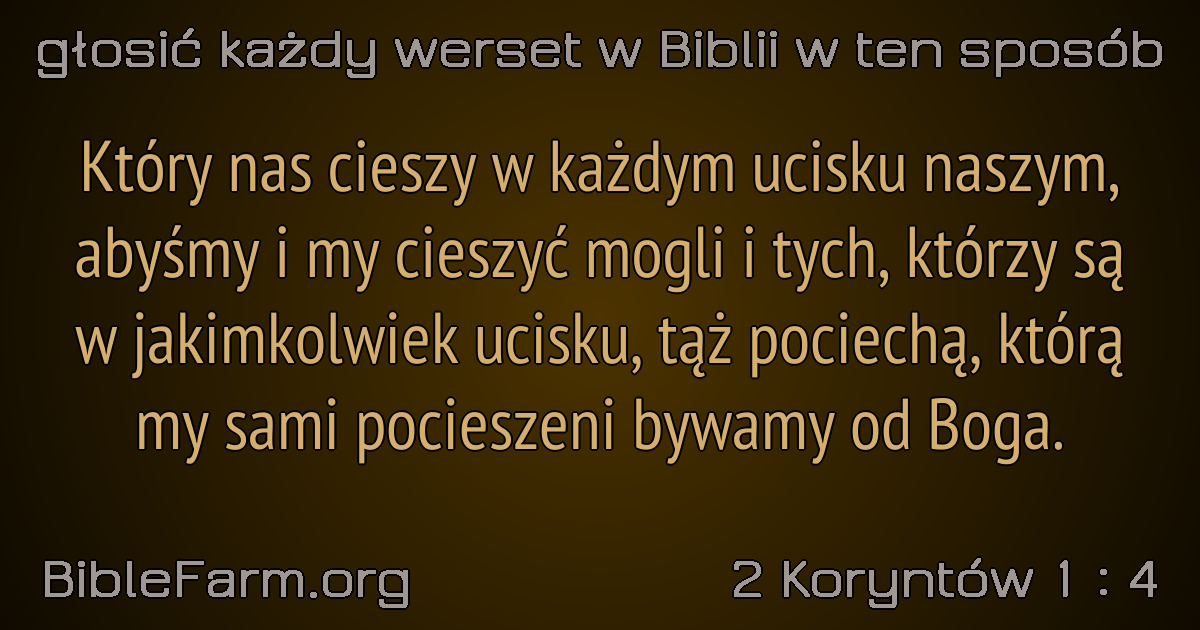 głosić każdy werset w Biblii w ten sposób
Który nas cieszy w każdym ucisku naszym,
abyśmy i my cieszyć mogli i tych, którzy są
w jakimkolwiek ucisku, tąż pociechą, którą
my sami pocieszeni bywamy od Boga.
BibleFarm.org
2 Koryntów 1 : 4